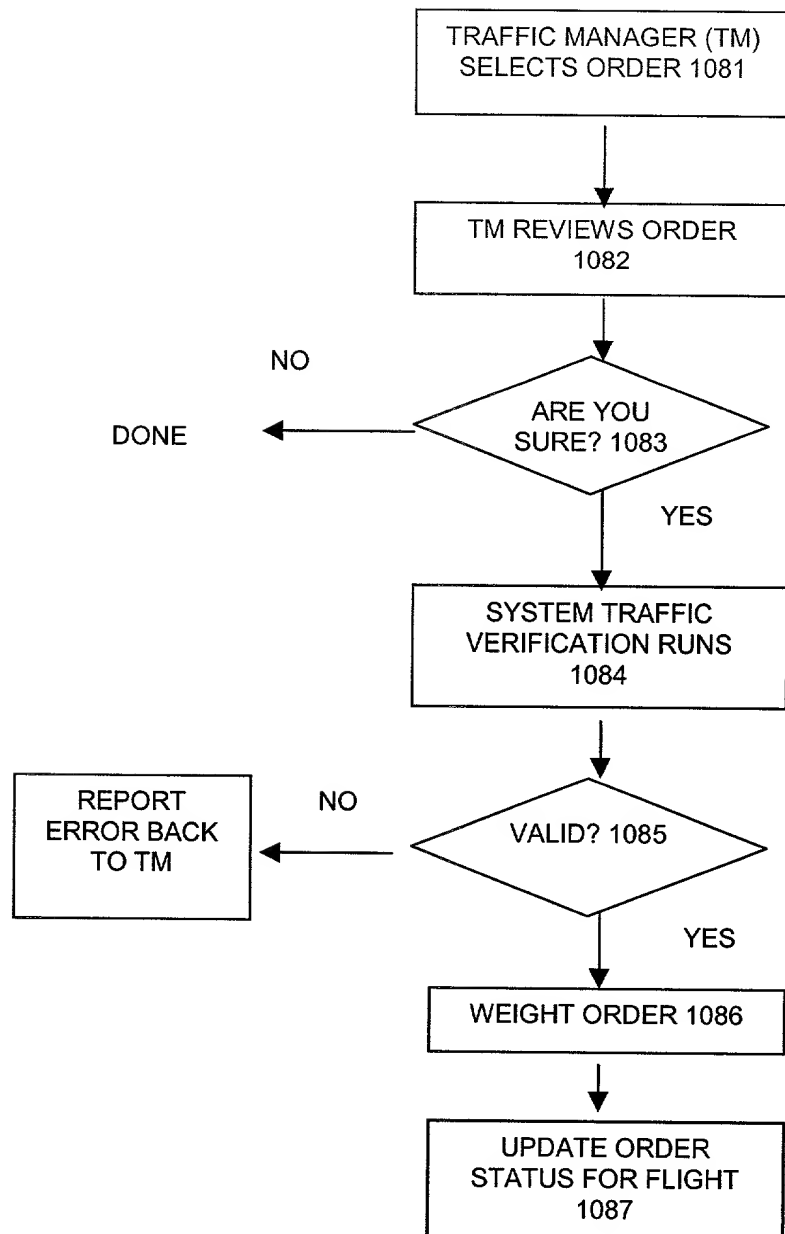 TRAFFIC MANAGER (TM)
SELECTS ORDER 1081
TM REVIEWS ORDER
1082
NO
ARE YOU
SURE? 1083
DONE
YES
SYSTEM TRAFFIC
VERIFICATION RUNS
1084
REPORT
ERROR BACK
TO TM
NO
VALID? 1085
YES
WEIGHT ORDER 1086
UPDATE ORDER
STATUS FOR FLIGHT
1087